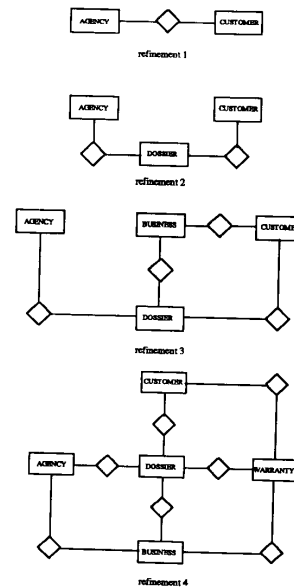 AGENCY CUSTOMER
refinement 1
AGENCY CUSTOMER
DOSSIER
refinement 2
AGENCY BUSINESS CUSTOME
DOSSIER
refinement 3
CUSTOMER
AGENCY DOSSIER WARRANTY
BUSINESS
refinement 4